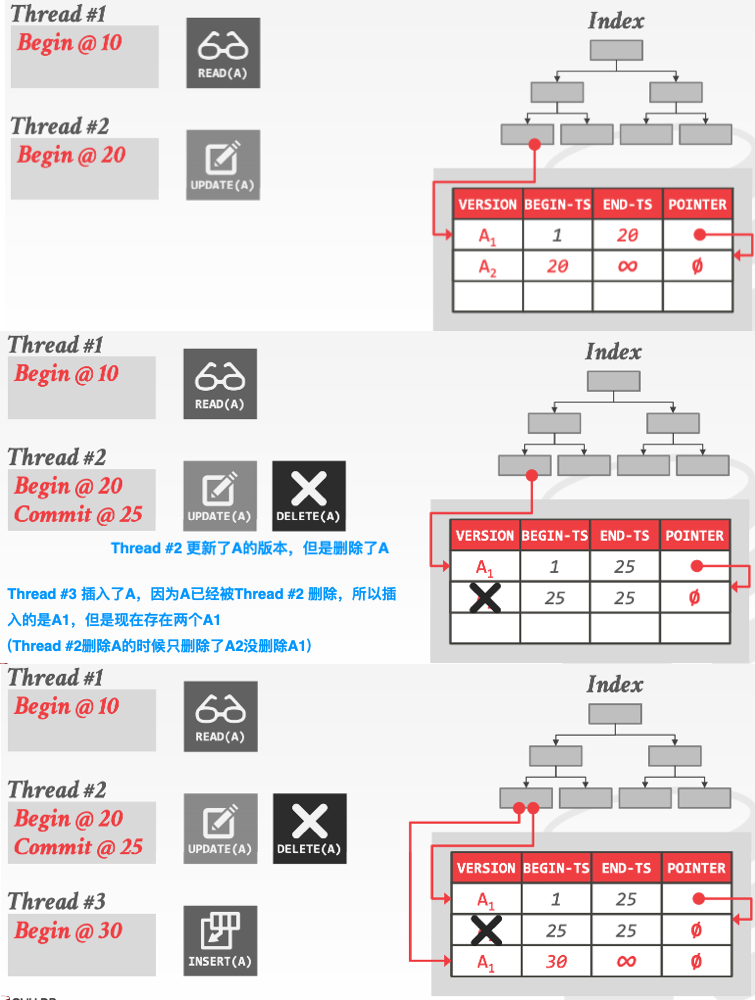 Thread #1
Begin @ 10
READ(A)
Thread #2
Begin @ 20
UPDATE(A)
Index
VERSION BEGIN-TS END-TS POINTER
A1 1 20
A2 20 ∞ Ø
Thread #1
Begin @ 10
READ(A)
Thread #2
Begin @ 20
Commit @ 25
UPDATE(A)
DELETE(A)
Thread #2 更新了A的版本，但是删除了A
Thread #3 插入了A，因为A已经被Thread #2 删除，所以插
入的是A1，但是现在存在两个A1
(Thread #2删除A的时候只删除了A2没删除A1)
Index
VERSION BEGIN-TS END-TS POINTER
A1 1 25
25 25 Ø
Thread #1
Begin @ 10
READ(A)
Thread #2
Begin @ 20
Commit @ 25
UPDATE(A)
DELETE(A)
Thread #3
Begin @ 30
INSERT(A)
Index
VERSION BEGIN-TS END-TS POINTER
A1 1 25
25 25 Ø
A1 30 ∞ Ø